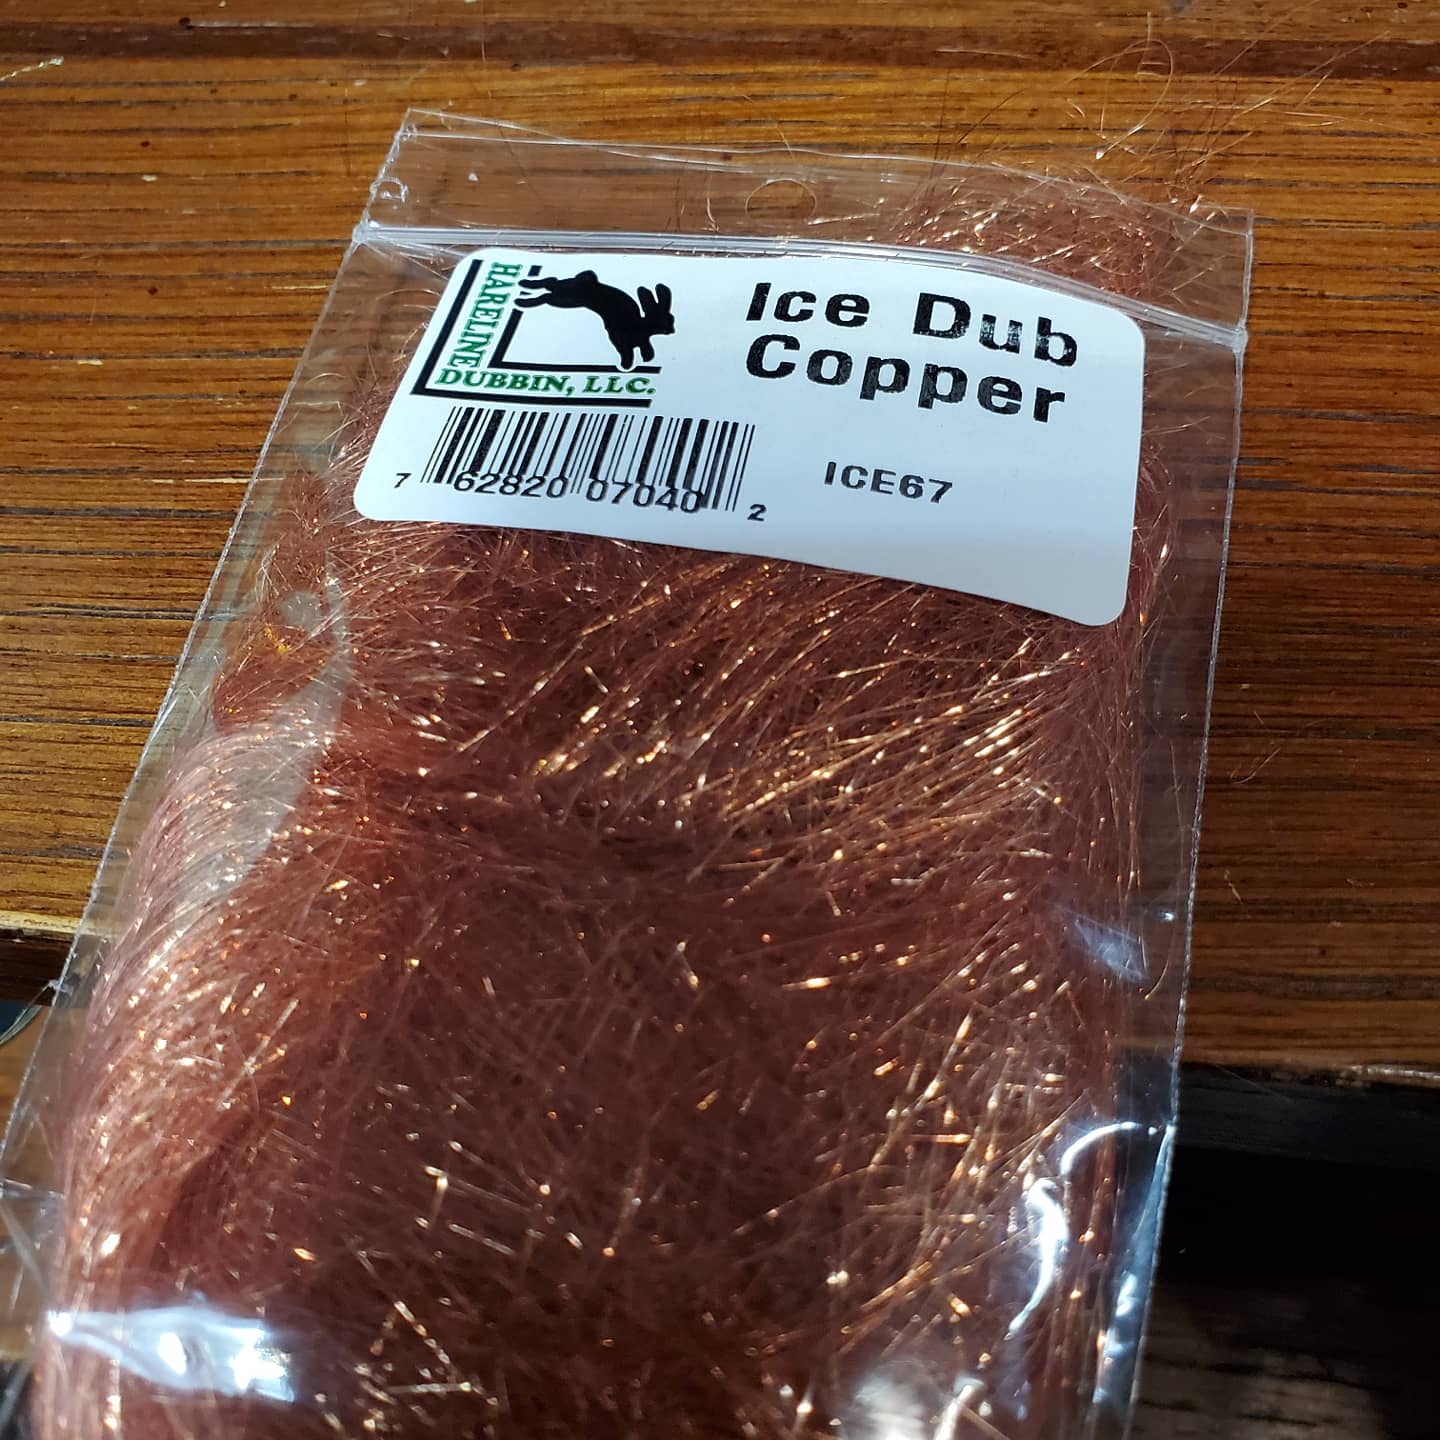 HARELINE
DUBBIN, LLC.
Ice Dub
Copper
ICE67
7 62820 07040 2